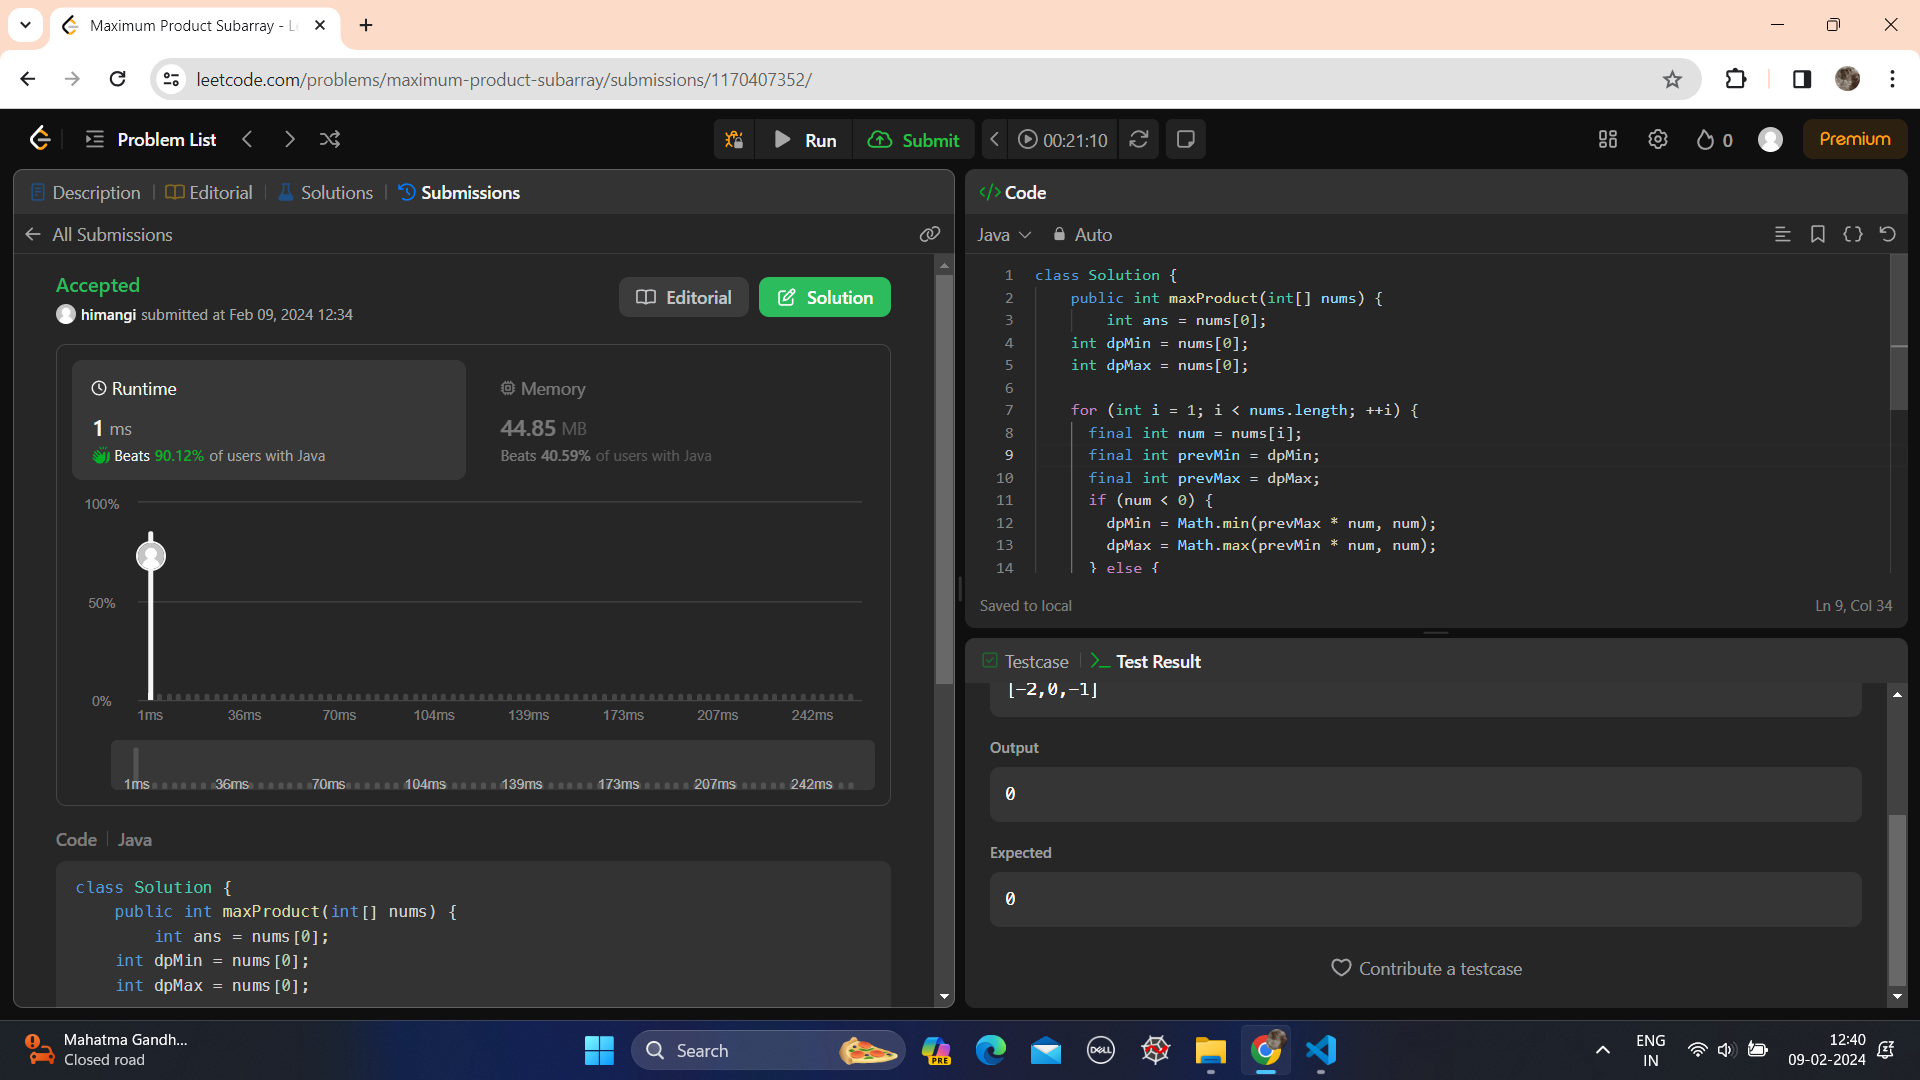 Maximum Product Subarray - L
leetcode.com/problems/maximum-product-subarray/submissions/1170407352/
Problem List
Run
Submit
00:21:10
0
Premium
Description
Editorial
Solutions
Submissions
All Submissions
Accepted
himangi submitted at Feb 09, 2024 12:34
Editorial
Solution
Runtime
1 ms
Beats 90.12% of users with Java
Memory
44.85 MB
Beats 40.59% of users with Java
100%
50%
0%
1ms 36ms 70ms 104ms 139ms 173ms 207ms 242ms
1ms 36ms 70ms 104ms 139ms 173ms 207ms 242ms
Code Java
class Solution {
public int maxProduct(int[] nums) {
int ans = nums[0];
int dpMin = nums[0];
int dpMax = nums[0];
</> Code
Java
Auto
1 class Solution {
2 public int maxProduct(int[] nums) {
3 int ans = nums[0];
4 int dpMin = nums[0];
5 int dpMax = nums[0];
6
7 for (int i = 1; i < nums.length; ++i) {
8 final int num = nums[i];
9 final int prevMin = dpMin;
10 final int prevMax = dpMax;
11 if (num < 0) {
12 dpMin = Math.min(prevMax * num, num);
13 dpMax = Math.max(prevMin * num, num);
14 } else {
Saved to local
Ln 9, Col 34
Testcase
Test Result
[-2,0,-1]
Output
0
Expected
0
Contribute a testcase
Mahatma Gandh...
Closed road
Search
PRE
DELL
ENG
IN
12:40
09-02-2024